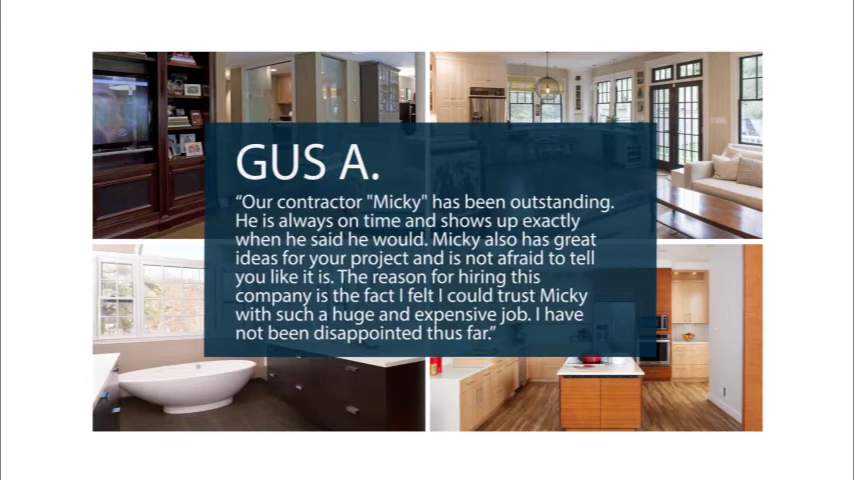 GUS A.
“Our contractor "Micky" has been outstanding.
He is always on time and shows up exactly
when he said he would. Micky also has great
ideas for your project and is not afraid to tell
you like it is. The reason for hiring this
company is the fact I felt I could trust Micky
with such a huge and expensive job. I have
not been disappointed thus far.”